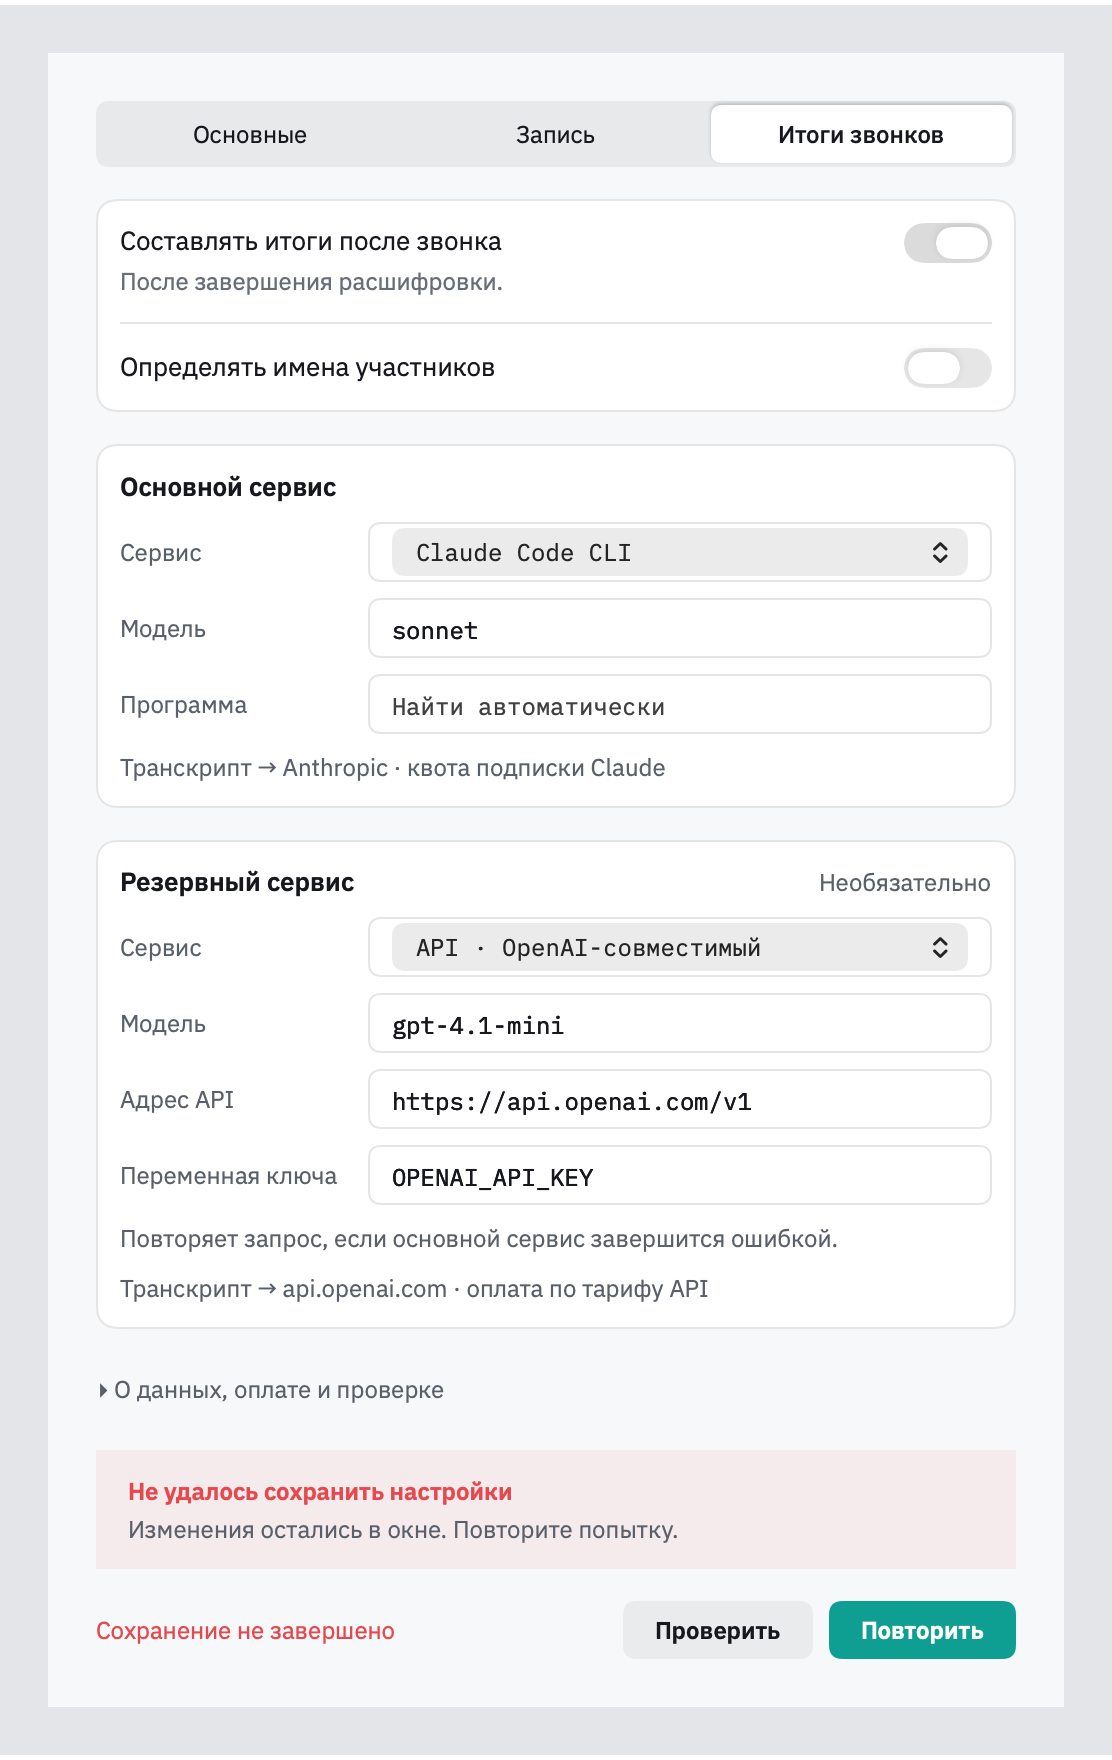 Основные
Запись
Итоги звонков
Составлять итоги после звонка
После завершения расшифровки.
Определять имена участников
Основной сервис
Сервис
Claude Code CLI
Модель
sonnet
Программа
Найти автоматически
Транскрипт → Anthropic · квота подписки Claude
Резервный сервис
Необязательно
Сервис
API · OpenAI-совместимый
Модель
gpt-4.1-mini
Адрес API
https://api.openai.com/v1
Переменная ключа
OPENAI_API_KEY
Повторяет запрос, если основной сервис завершится ошибкой.
Транскрипт → api.openai.com · оплата по тарифу API
О данных, оплате и проверке
Не удалось сохранить настройки
Изменения остались в окне. Повторите попытку.
Сохранение не завершено
Проверить
Повторить